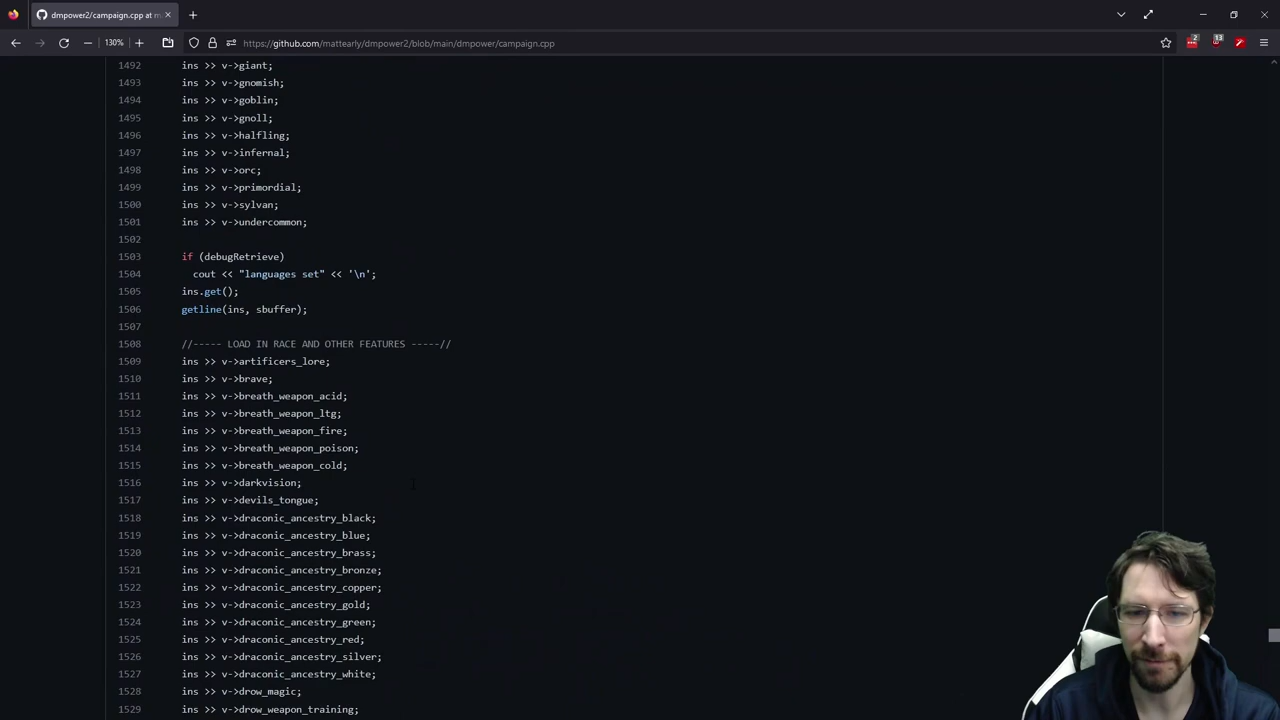 dmpower2/campaign.cpp at m
130%
https://github.com/mattearly/dmpower2/blob/main/dmpower/campaign.cpp
2
13
1492 ins >> v->giant;
1493 ins >> v->gnomish;
1494 ins >> v->goblin;
1495 ins >> v->gnoll;
1496 ins >> v->halfling;
1497 ins >> v->infernal;
1498 ins >> v->orc;
1499 ins >> v->primordial;
1500 ins >> v->sylvan;
1501 ins >> v->undercommon;
1502
1503 if (debugRetrieve)
1504 cout << "languages set" << '\n';
1505 ins.get();
1506 getline(ins, sbuffer);
1507
1508 //----- LOAD IN RACE AND OTHER FEATURES -----//
1509 ins >> v->artificers_lore;
1510 ins >> v->brave;
1511 ins >> v->breath_weapon_acid;
1512 ins >> v->breath_weapon_ltg;
1513 ins >> v->breath_weapon_fire;
1514 ins >> v->breath_weapon_poison;
1515 ins >> v->breath_weapon_cold;
1516 ins >> v->darkvision;
1517 ins >> v->devils_tongue;
1518 ins >> v->draconic_ancestry_black;
1519 ins >> v->draconic_ancestry_blue;
1520 ins >> v->draconic_ancestry_brass;
1521 ins >> v->draconic_ancestry_bronze;
1522 ins >> v->draconic_ancestry_copper;
1523 ins >> v->draconic_ancestry_gold;
1524 ins >> v->draconic_ancestry_green;
1525 ins >> v->draconic_ancestry_red;
1526 ins >> v->draconic_ancestry_silver;
1527 ins >> v->draconic_ancestry_white;
1528 ins >> v->drow_magic;
1529 ins >> v->drow_weapon_training;